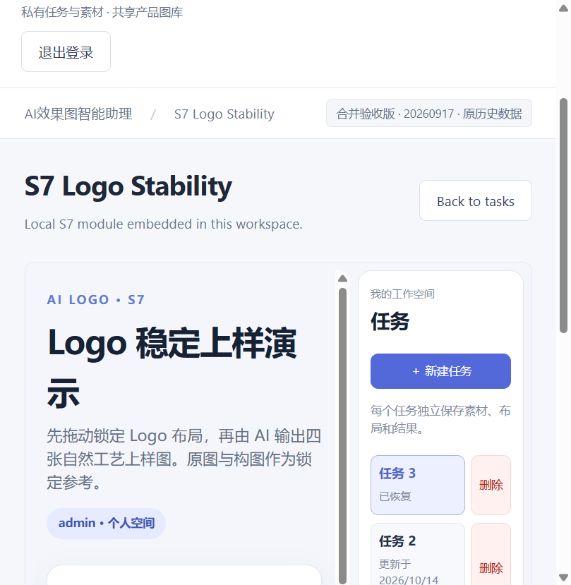 私有任务与素材 · 共享产品图库
退出登录
AI效果图智能助理 / S7 Logo Stability
合并验收版 · 20260917 · 原历史数据
S7 Logo Stability
Back to tasks
Local S7 module embedded in this workspace.
AI LOGO • S7
Logo 稳定上样演
示
先拖动锁定 Logo 布局，再由 AI 输出四
张自然工艺上样图。原图与构图作为锁
定参考。
admin • 个人空间
我的工作空间
任务
+ 新建任务
每个任务独立保存素材、布
局和结果。
任务 3
已恢复
删除
任务 2
更新于
2026/10/14
删除